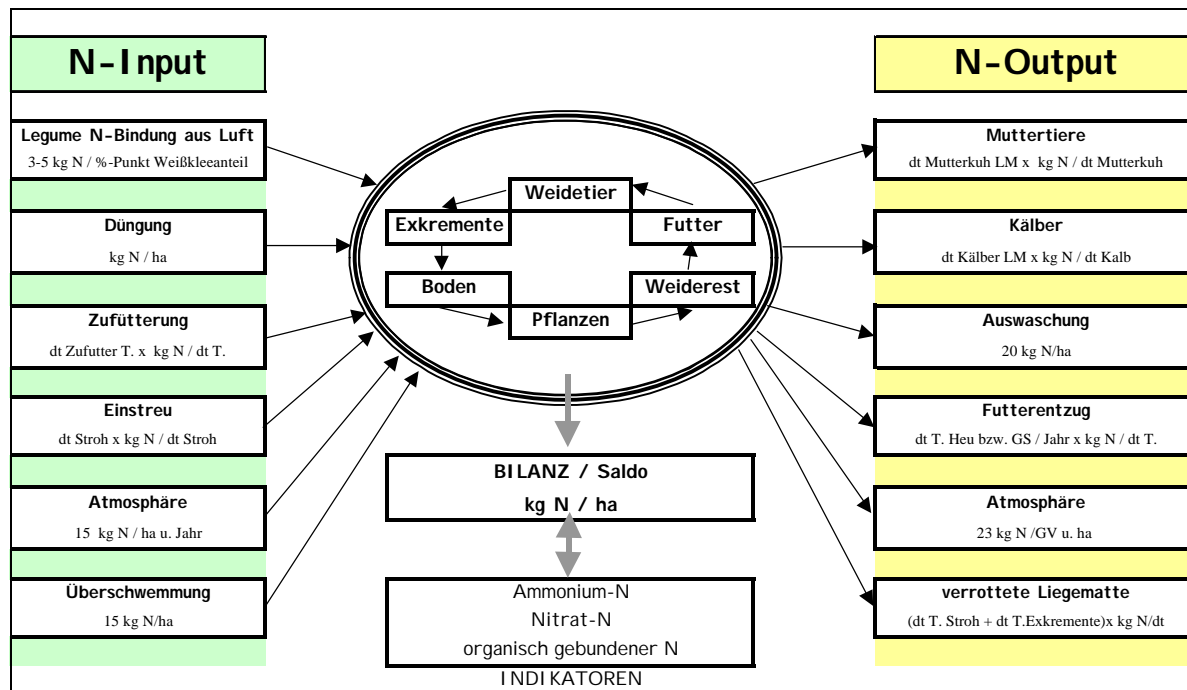 N-Input
Legume N-Bindung aus Luft
3-5 kg N / %-Punkt Weißkleeanteil
Düngung
kg N / ha
Zufütterung
dt Zufutter T. x kg N / dt T.
Einstreu
dt Stroh x kg N / dt Stroh
Atmosphäre
15 kg N / ha u. Jahr
Überschwemmung
15 kg N/ha
Weidetier
Exkremente
Futter
Boden
Weiderest
Pflanzen
BILANZ / Saldo
kg N / ha
Ammonium-N
Nitrat-N
organisch gebundener N
INDIKATOREN
N-Output
Muttertiere
dt Mutterkuh LM x kg N / dt Mutterkuh
Kälber
dt Kälber LM x kg N / dt Kalb
Auswaschung
20 kg N/ha
Futterentzug
dt T. Heu bzw. GS / Jahr x kg N / dt T.
Atmosphäre
23 kg N /GV u. ha
verrottete Liegematte
(dt T. Stroh + dt T.Exkremente)x kg N/dt